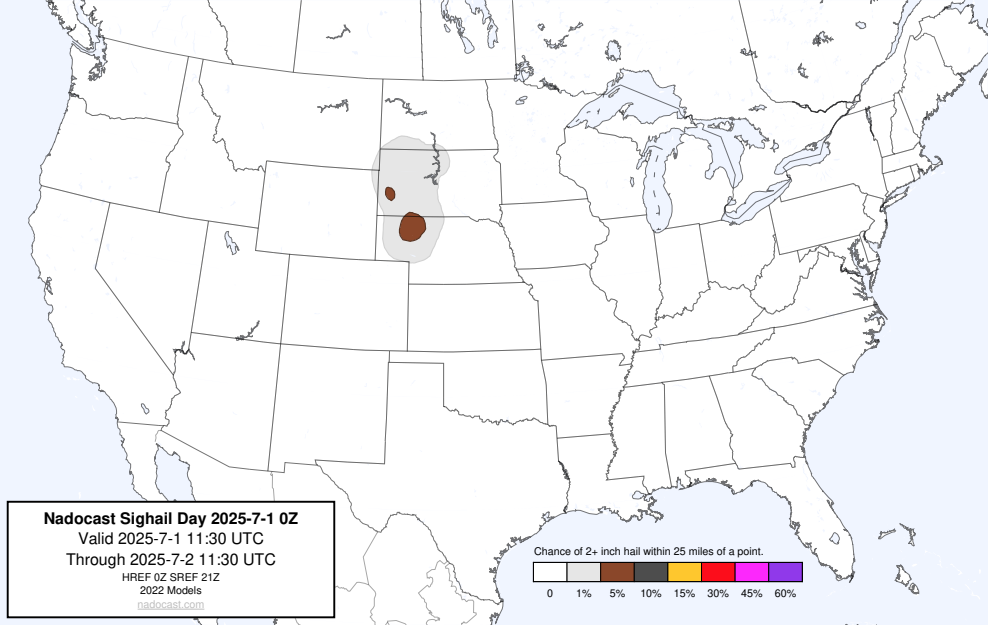 Nadocast Sighail Day 2025-7-1 0Z
Valid 2025-7-1 11:30 UTC
Through 2025-7-2 11:30 UTC
HREF 0Z SREF 21Z
2022 Models
nadocast.com
Chance of 2+ inch hail within 25 miles of a point.
0 1% 5% 10% 15% 30% 45% 60%